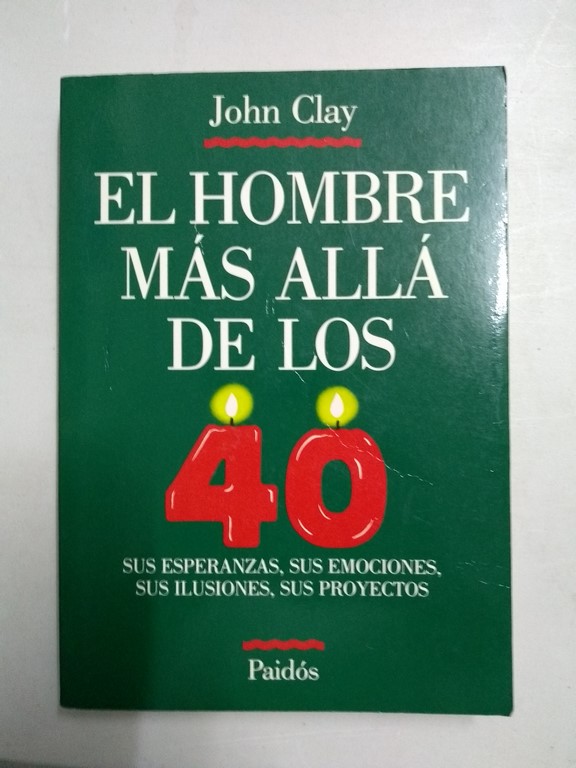 John Clay
EL HOMBRE
MÁS ALLÁ
DE LOS
40
SUS ESPERANZAS, SUS EMOCIONES,
SUS ILUSIONES, SUS PROYECTOS
Paidós